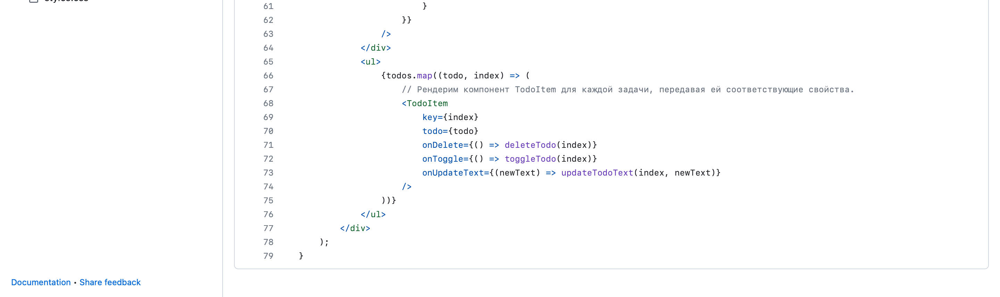 61 }
62 }}
63 />
64 </div>
65 <ul>
66 {todos.map((todo, index) => (
67 // Рендерим компонент TodoItem для каждой задачи, передавая ей соответствующие свойства.
68 <TodoItem
69 key={index}
70 todo={todo}
71 onDelete={() => deleteTodo(index)}
72 onToggle={() => toggleTodo(index)}
73 onUpdateText={(newText) => updateTodoText(index, newText)}
74 />
75 ))}
76 </ul>
77 </div>
78 );
79 }
Documentation • Share feedback